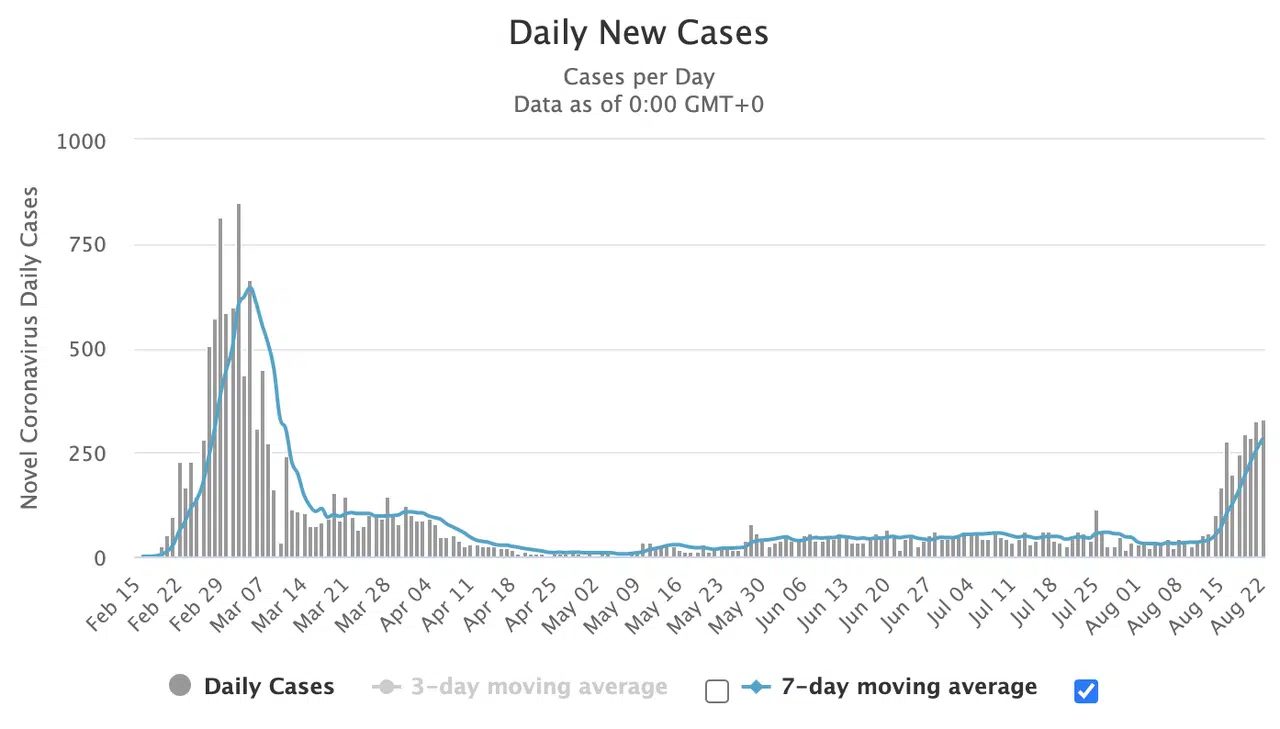 Daily New Cases
Cases per Day
Data as of 0:00 GMT+0
Novel Coronavirus Daily Cases
1000
750
500
250
0
Feb 15
Feb 22
Feb 29
Mar 07
Mar 14
Mar 21
Mar 28
Apr 04
Apr 11
Apr 18
Apr 25
May 02
May 09
May 16
May 23
May 30
Jun 06
Jun 13
Jun 20
Jun 27
Jul 04
Jul 11
Jul 18
Jul 25
Aug 01
Aug 08
Aug 15
Aug 22
Daily Cases
3-day moving average
7-day moving average